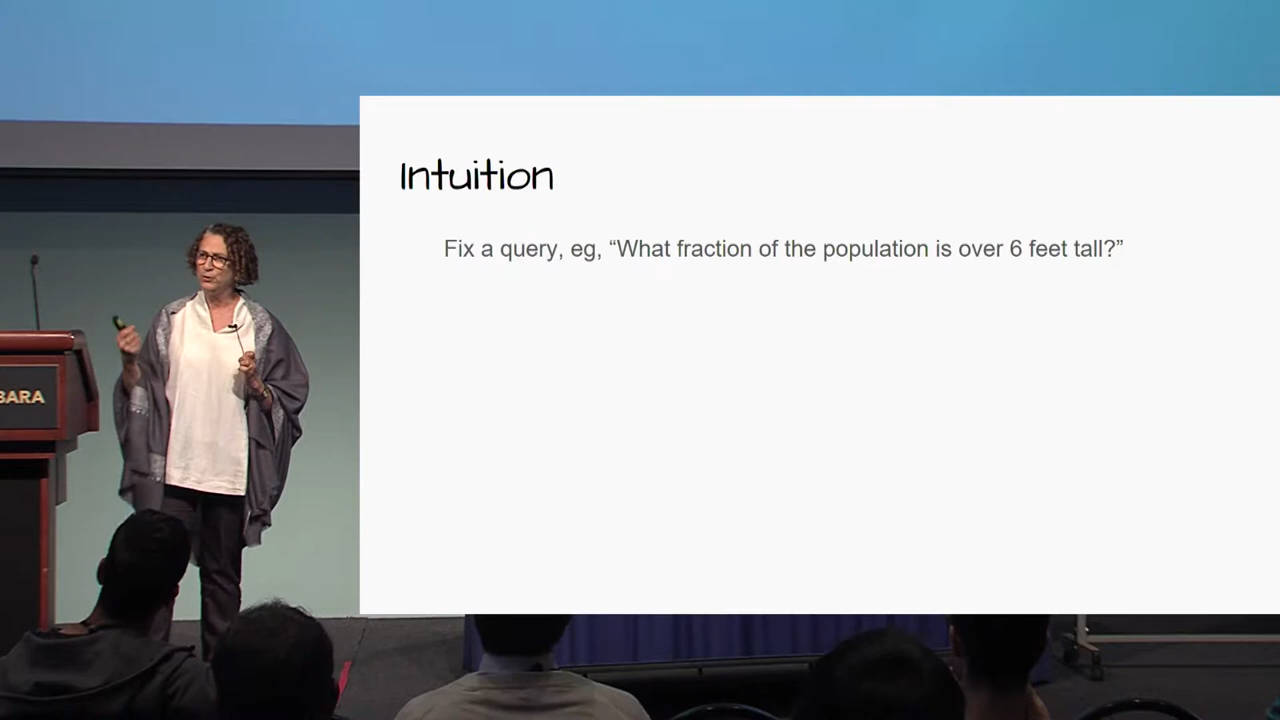 Intuition
Fix a query, eg, “What fraction of the population is over 6 feet tall?”
BARA